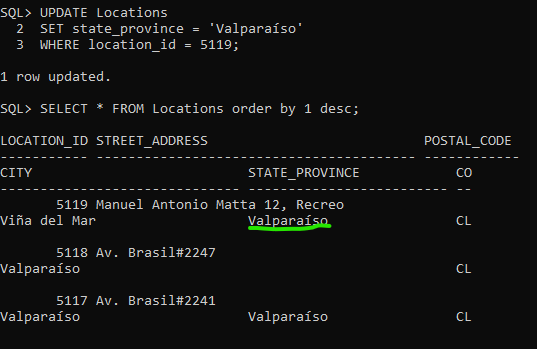 SQL> UPDATE Locations
2 SET state_province = 'Valparaíso'
3 WHERE location_id = 5119;
1 row updated.
SQL> SELECT * FROM Locations order by 1 desc;
LOCATION_ID STREET_ADDRESS POSTAL_CODE
----------- ---------------------------------------- ------------
CITY STATE_PROVINCE CO
------------------------------ ------------------------- --
5119 Manuel Antonio Matta 12, Recreo
Viña del Mar Valparaíso CL
5118 Av. Brasil#2247
Valparaíso CL
5117 Av. Brasil#2241
Valparaíso Valparaíso CL